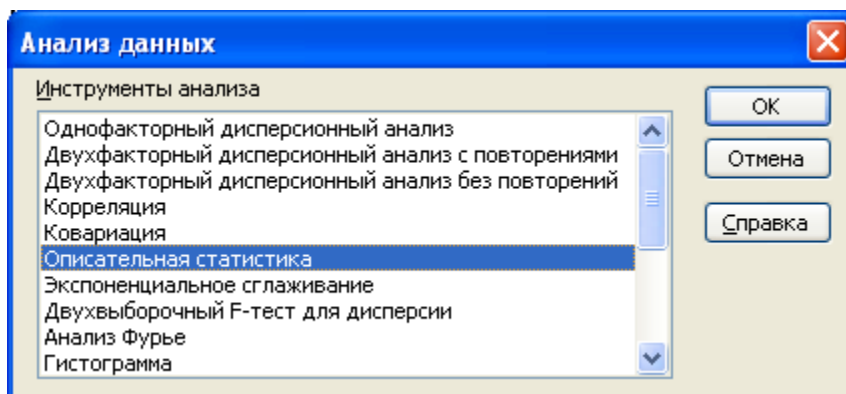 Анализ данных
Инструменты анализа
Однофакторный дисперсионный анализ
Двухфакторный дисперсионный анализ с повторениями
Двухфакторный дисперсионный анализ без повторений
Корреляция
Ковариация
Описательная статистика
Экспоненциальное сглаживание
Двухвыборочный F-тест для дисперсии
Анализ Фурье
Гистограмма
ОК
Отмена
Справка